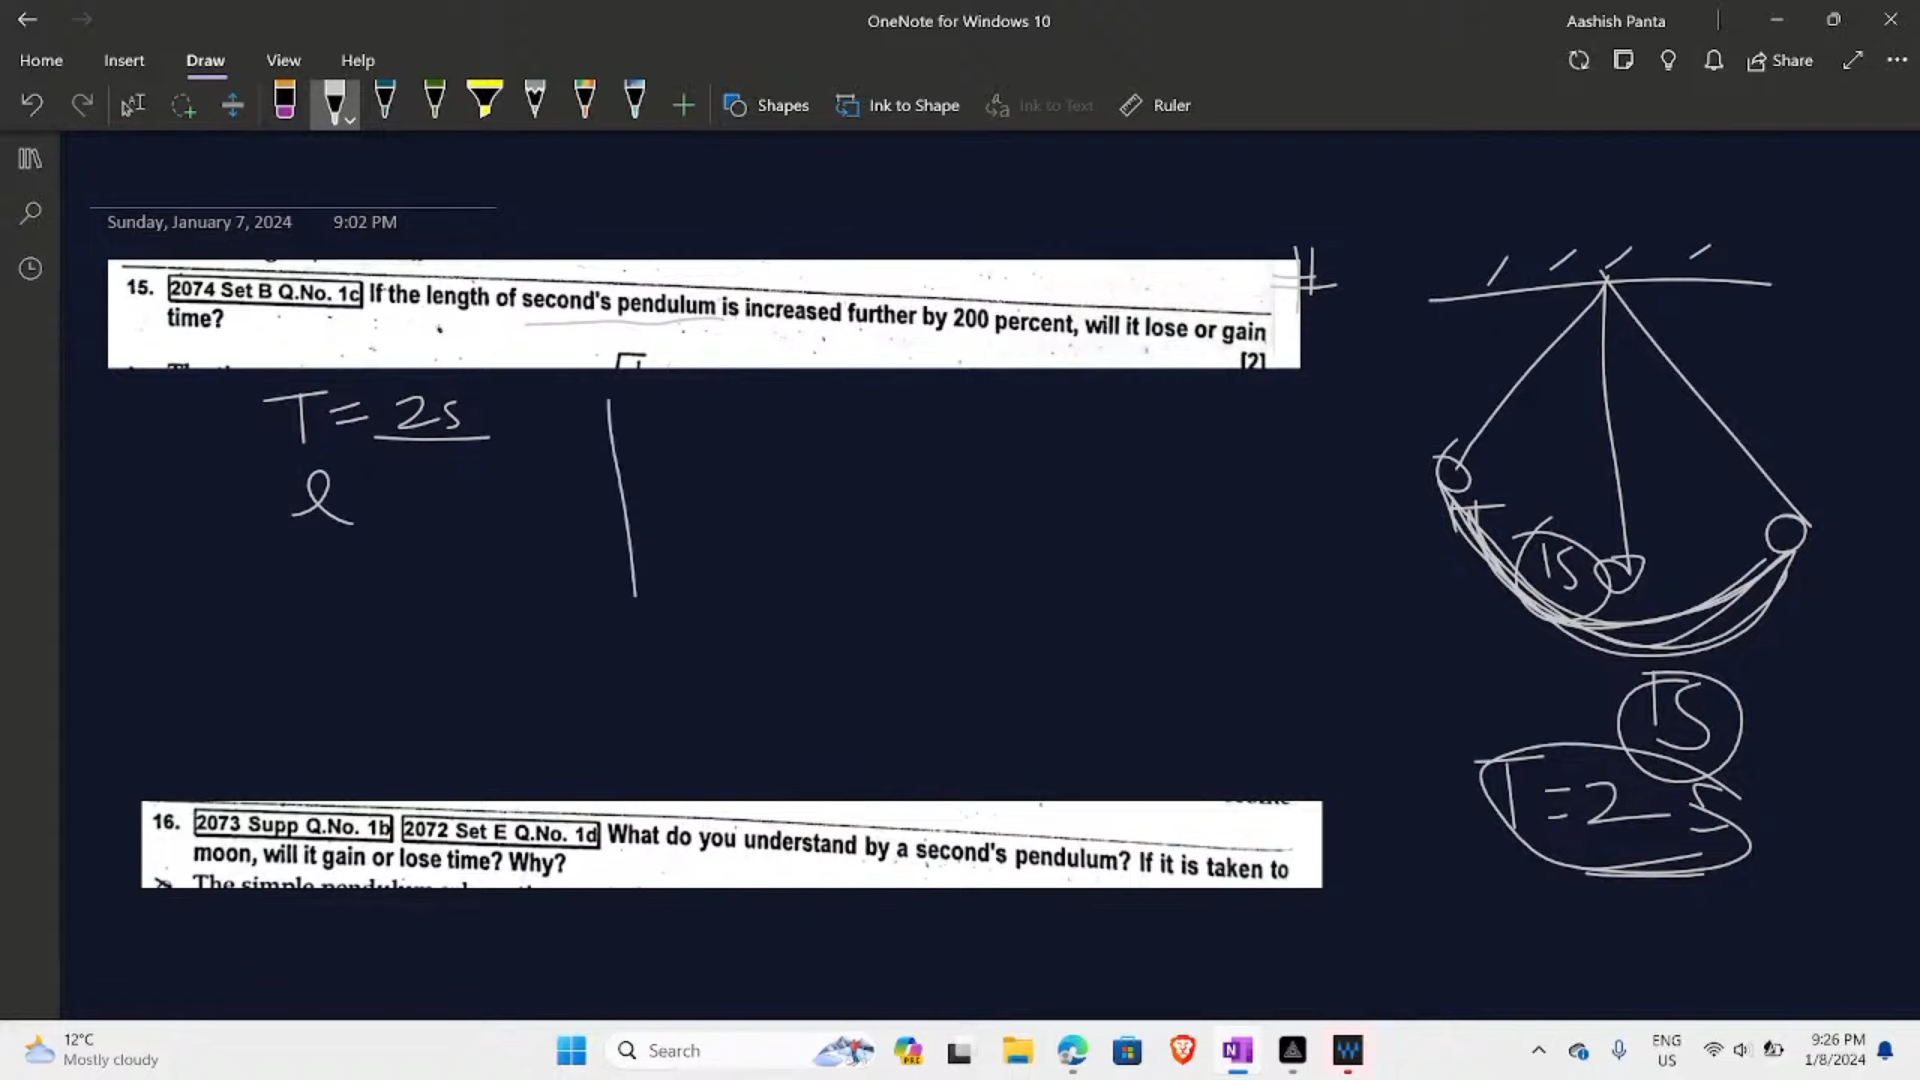 OneNote for Windows 10
Aashish Panta
Home Insert Draw View Help
Share
Shapes Ink to Shape Ink to Text Ruler
Sunday, January 7, 2024 9:02 PM
15. 2074 Set B Q.No. 1c If the length of second's pendulum is increased further by 200 percent, will it lose or gain
time?
[2]
T = 2s
l
1s
1s
T = 2 s
16. 2073 Supp Q.No. 1b 2072 Set E Q.No. 1d What do you understand by a second's pendulum? If it is taken to
moon, will it gain or lose time? Why?
The simple pendulum
12°C
Mostly cloudy
Search
PRE
ENG
US
9:26 PM
1/8/2024